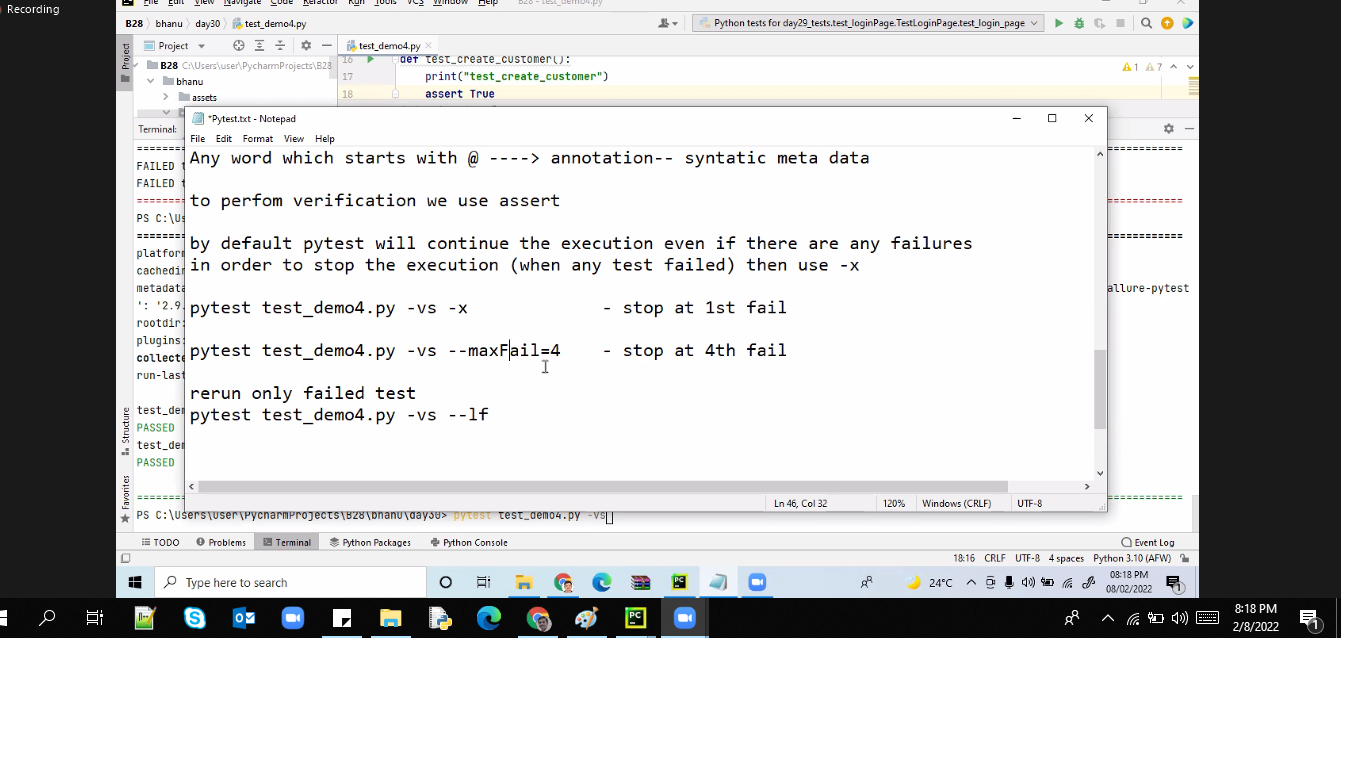 Recording
File Edit View Navigate Code Refactor Run Tools VCS Window Help B28 - test_demo4.py
B28 bhanu day30 test_demo4.py Python tests for day29_tests.test_loginPage.TestLoginPage.test_login_page
Project test_demo4.py
Project
B28 C:\Users\user\PycharmProjects\B28
bhanu
assets
16 def test_create_customer():
17 print("test_create_customer")
18 assert True
1 7
Terminal:
*Pytest.txt - Notepad
File Edit Format View Help
Any word which starts with @ ----> annotation-- syntatic meta data
to perfom verification we use assert
by default pytest will continue the execution even if there are any failures
in order to stop the execution (when any test failed) then use -x
pytest test_demo4.py -vs -x - stop at 1st fail
pytest test_demo4.py -vs --maxFail=4 - stop at 4th fail
rerun only failed test
pytest test_demo4.py -vs --lf
Ln 46, Col 32 120% Windows (CRLF) UTF-8
FAILED t
FAILED t
PS C:\Us
platfor
cachedin
metadata allure-pytest
': '2.9.
rootdir:
plugins:
collecte
run-last
test_dem
PASSED
test_dem
PASSED
PS C:\Users\User\PycharmProjects\B28\bhanu\day30> pytest test_demo4.py -vs
Structure
Favorites
TODO Problems Terminal Python Packages Python Console Event Log
18:16 CRLF UTF-8 4 spaces Python 3.10 (AFW)
Type here to search
24°C
08:18 PM
08/02/2022
1
8:18 PM
2/8/2022
1